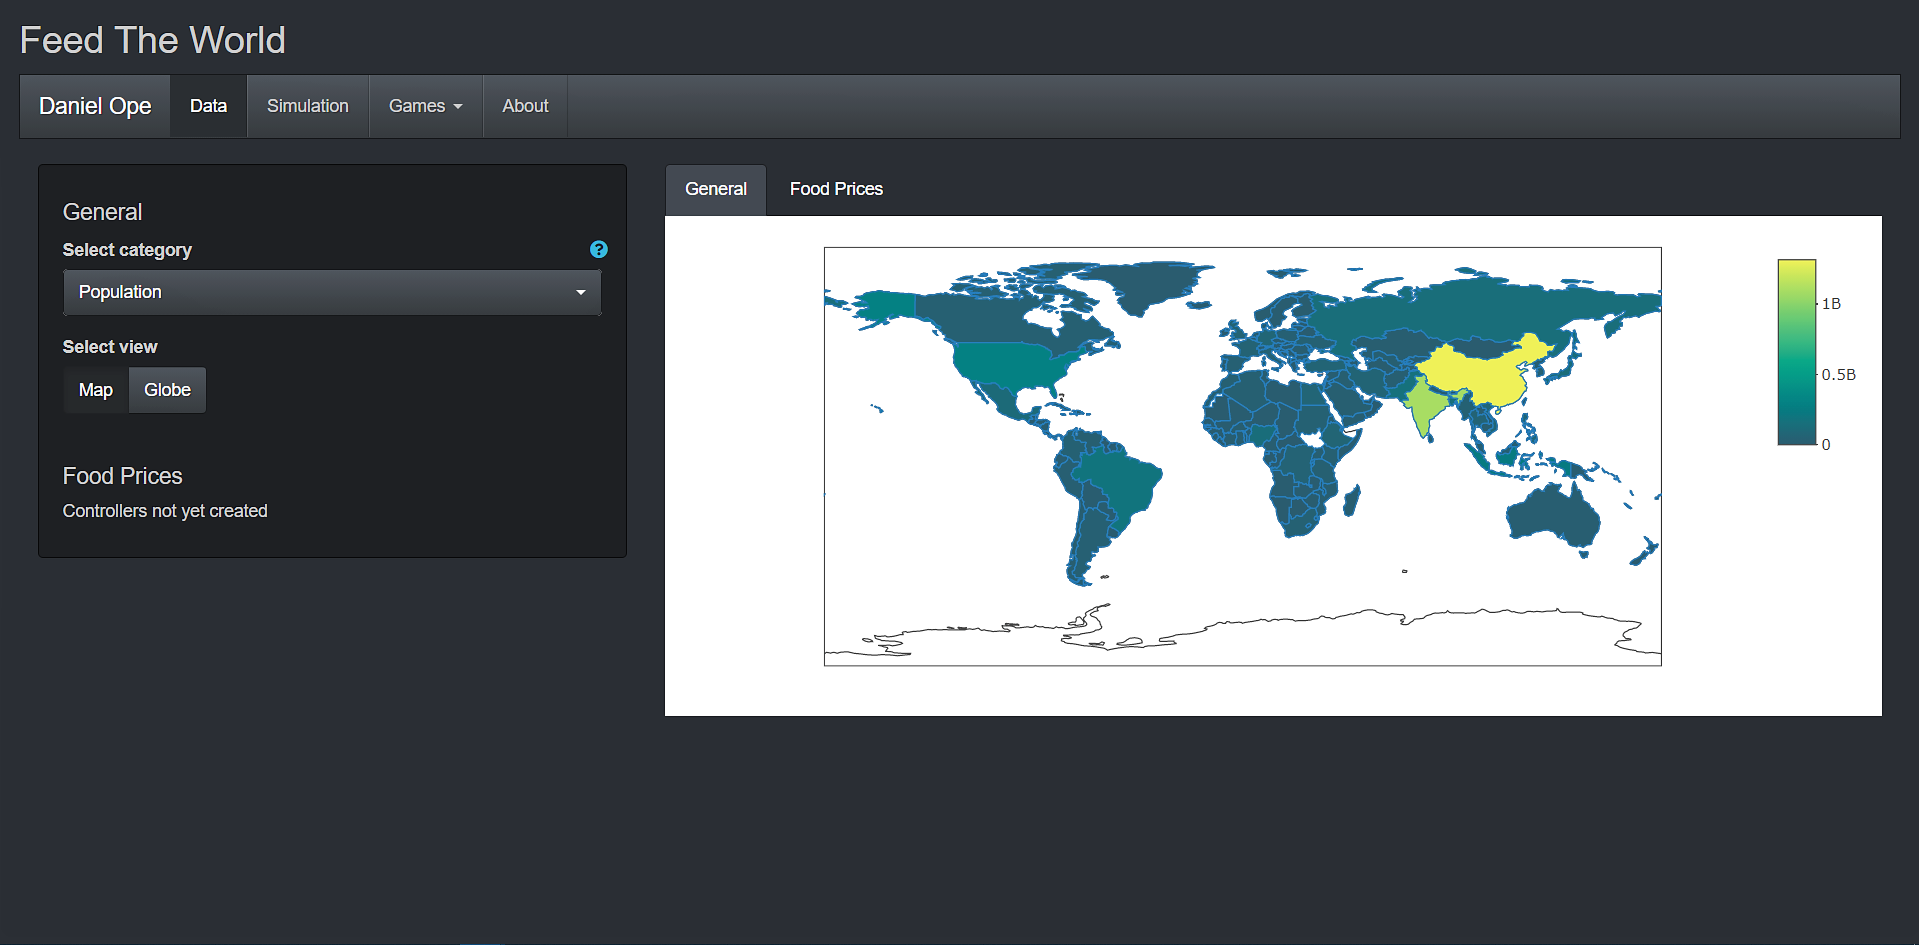 Feed The World
Daniel Ope Data Simulation Games About
General
Select category
?
Population
Select view
Map Globe
Food Prices
Controllers not yet created
General Food Prices
1B
0.5B
0